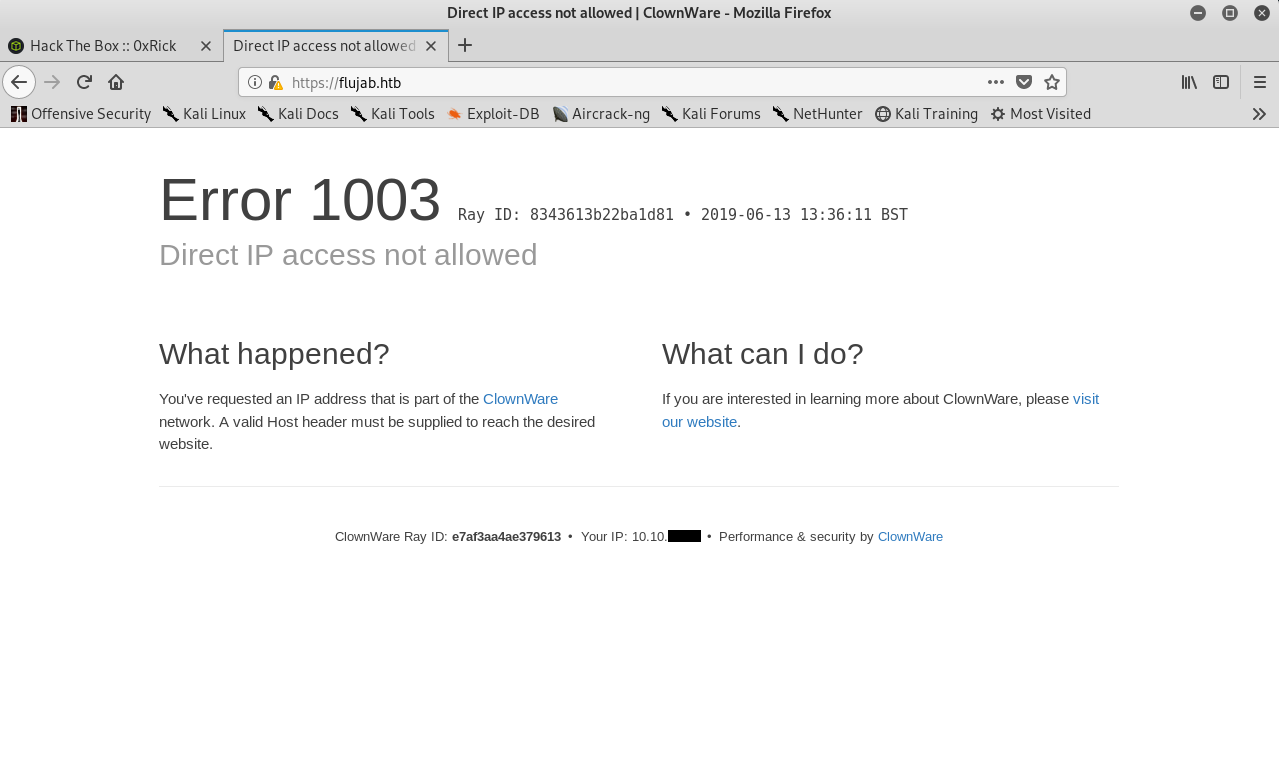 Direct IP access not allowed | ClownWare - Mozilla Firefox
Hack The Box :: 0xRick
Direct IP access not allowed
https://flujab.htb
Offensive Security Kali Linux Kali Docs Kali Tools Exploit-DB Aircrack-ng Kali Forums NetHunter Kali Training Most Visited
Error 1003 Ray ID: 8343613b22ba1d81 • 2019-06-13 13:36:11 BST
Direct IP access not allowed
What happened?
You've requested an IP address that is part of the ClownWare
network. A valid Host header must be supplied to reach the desired
website.
What can I do?
If you are interested in learning more about ClownWare, please visit
our website.
ClownWare Ray ID: e7af3aa4ae379613 • Your IP: 10.10. • Performance & security by ClownWare